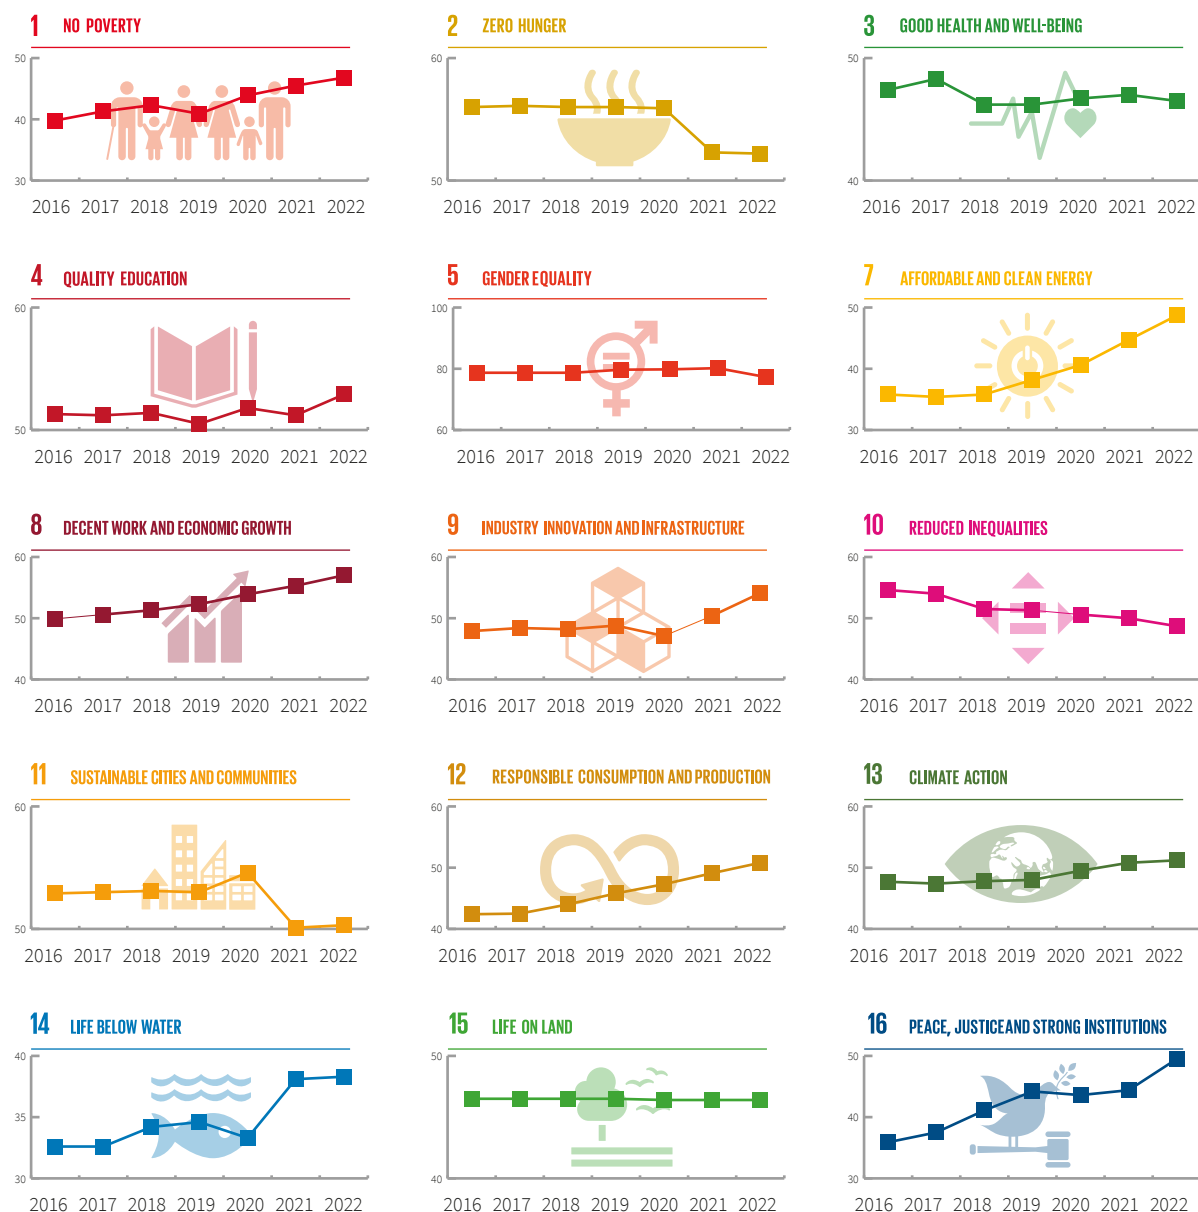 1 NO POVERTY
50
40
30
2016 2017 2018 2019 2020 2021 2022
2 ZERO HUNGER
60
50
2016 2017 2018 2019 2020 2021 2022
3 GOOD HEALTH AND WELL-BEING
50
40
2016 2017 2018 2019 2020 2021 2022
4 QUALITY EDUCATION
60
50
2016 2017 2018 2019 2020 2021 2022
5 GENDER EQUALITY
100
80
60
2016 2017 2018 2019 2020 2021 2022
7 AFFORDABLE AND CLEAN ENERGY
50
40
30
2016 2017 2018 2019 2020 2021 2022
8 DECENT WORK AND ECONOMIC GROWTH
60
50
40
2016 2017 2018 2019 2020 2021 2022
9 INDUSTRY INNOVATION AND INFRASTRUCTURE
60
50
40
2016 2017 2018 2019 2020 2021 2022
10 REDUCED INEQUALITIES
60
50
40
2016 2017 2018 2019 2020 2021 2022
11 SUSTAINABLE CITIES AND COMMUNITIES
60
50
2016 2017 2018 2019 2020 2021 2022
12 RESPONSIBLE CONSUMPTION AND PRODUCTION
60
50
40
2016 2017 2018 2019 2020 2021 2022
13 CLIMATE ACTION
60
50
40
2016 2017 2018 2019 2020 2021 2022
14 LIFE BELOW WATER
40
35
30
2016 2017 2018 2019 2020 2021 2022
15 LIFE ON LAND
50
40
2016 2017 2018 2019 2020 2021 2022
16 PEACE, JUSTICEAND STRONG INSTITUTIONS
50
40
30
2016 2017 2018 2019 2020 2021 2022